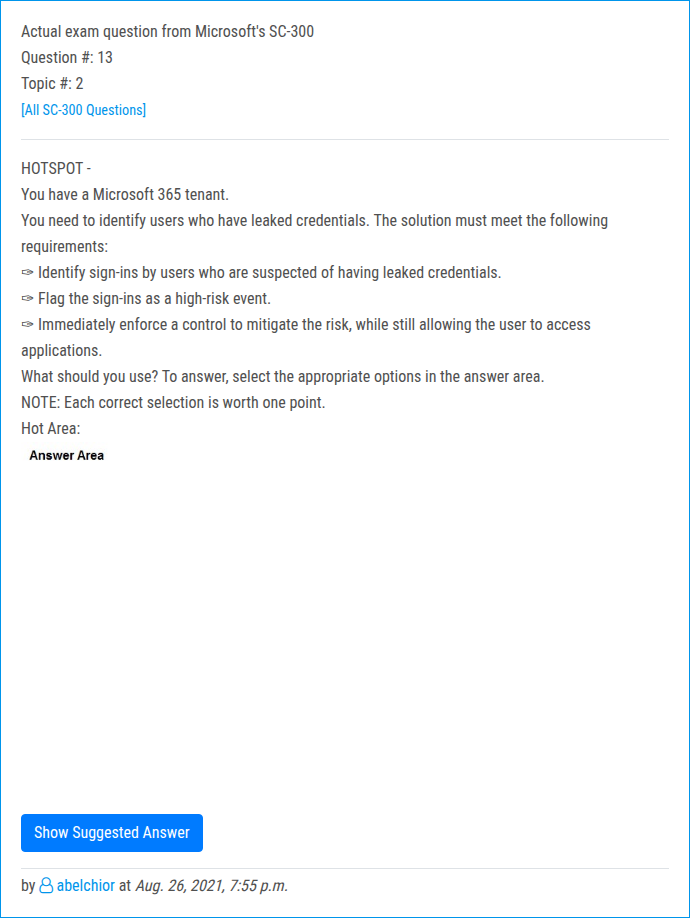 Actual exam question from Microsoft's SC-300
Question #: 13
Topic #: 2
[All SC-300 Questions]
HOTSPOT -
You have a Microsoft 365 tenant.
You need to identify users who have leaked credentials. The solution must meet the following
requirements:
✑ Identify sign-ins by users who are suspected of having leaked credentials.
✑ Flag the sign-ins as a high-risk event.
✑ Immediately enforce a control to mitigate the risk, while still allowing the user to access
applications.
What should you use? To answer, select the appropriate options in the answer area.
NOTE: Each correct selection is worth one point.
Hot Area:
Answer Area
Show Suggested Answer
by abelchior at Aug. 26, 2021, 7:55 p.m.